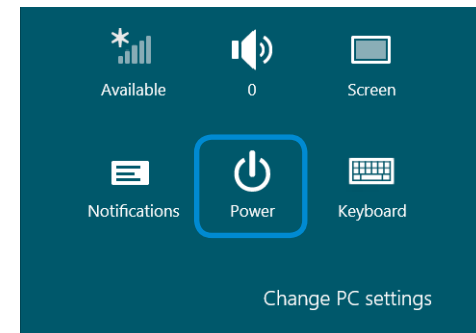 Available 0 Screen
Notifications Power Keyboard
Change PC settings